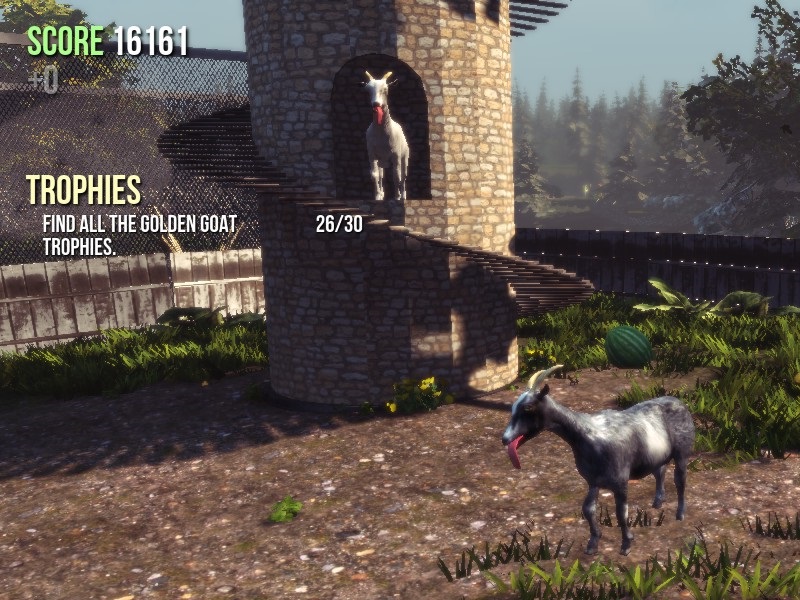 SCORE 16161
+0
TROPHIES
FIND ALL THE GOLDEN GOAT
TROPHIES.
26/30